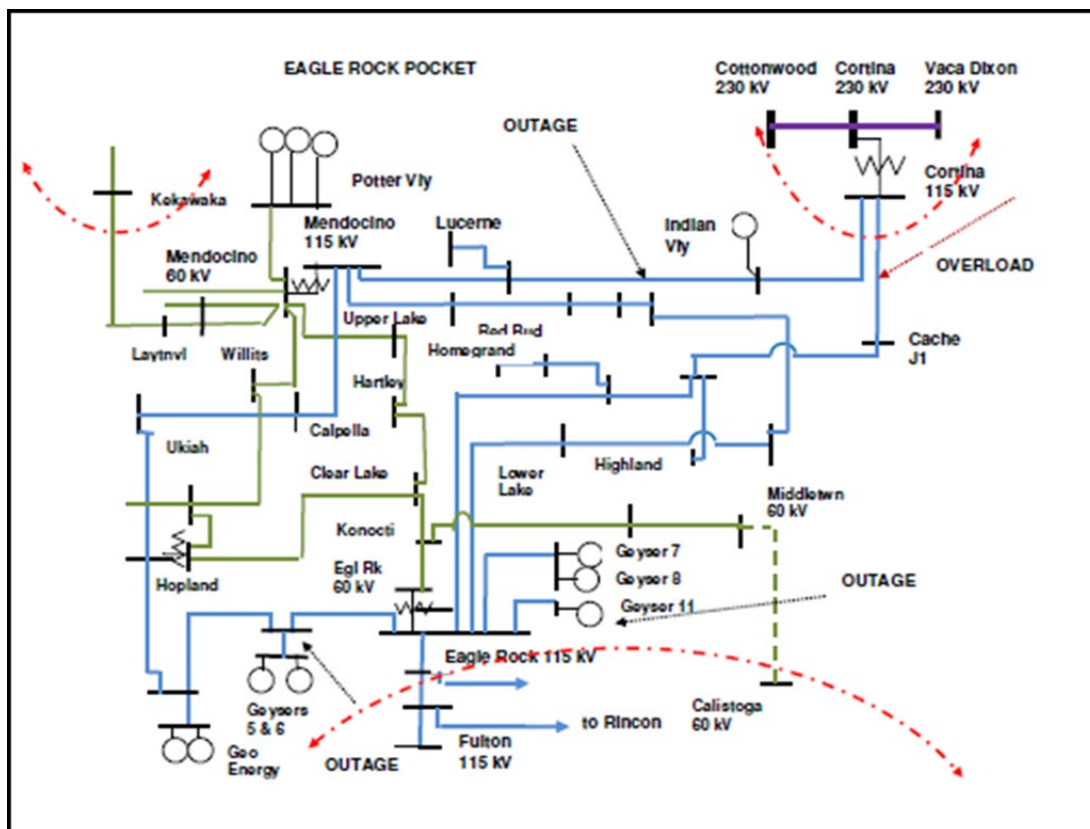 EAGLE ROCK POCKET
Cottonwood
230 kV
Cortina
230 kV
Vaca Dixon
230 kV
OUTAGE
Potter Vly
Kekawaka
Mendocino
115 kV
Lucerne
Indian
Vly
Cortina
115 kV
OVERLOAD
Mendocino
60 kV
Upper Lake
Red Bud
Homegrand
Cache
J1
Laytnvl
Willits
Hartley
Ukiah
Calpella
Clear Lake
Lower
Lake
Highland
Middletwn
60 kV
Konocti
Hopland
Egl Rk
60 kV
Geyser 7
Geyser 8
Geyser 11
OUTAGE
Eagle Rock 115 kV
Calistoga
60 kV
Geysers
5 & 6
Geo
Energy
OUTAGE
Fulton
115 kV
to Rincon